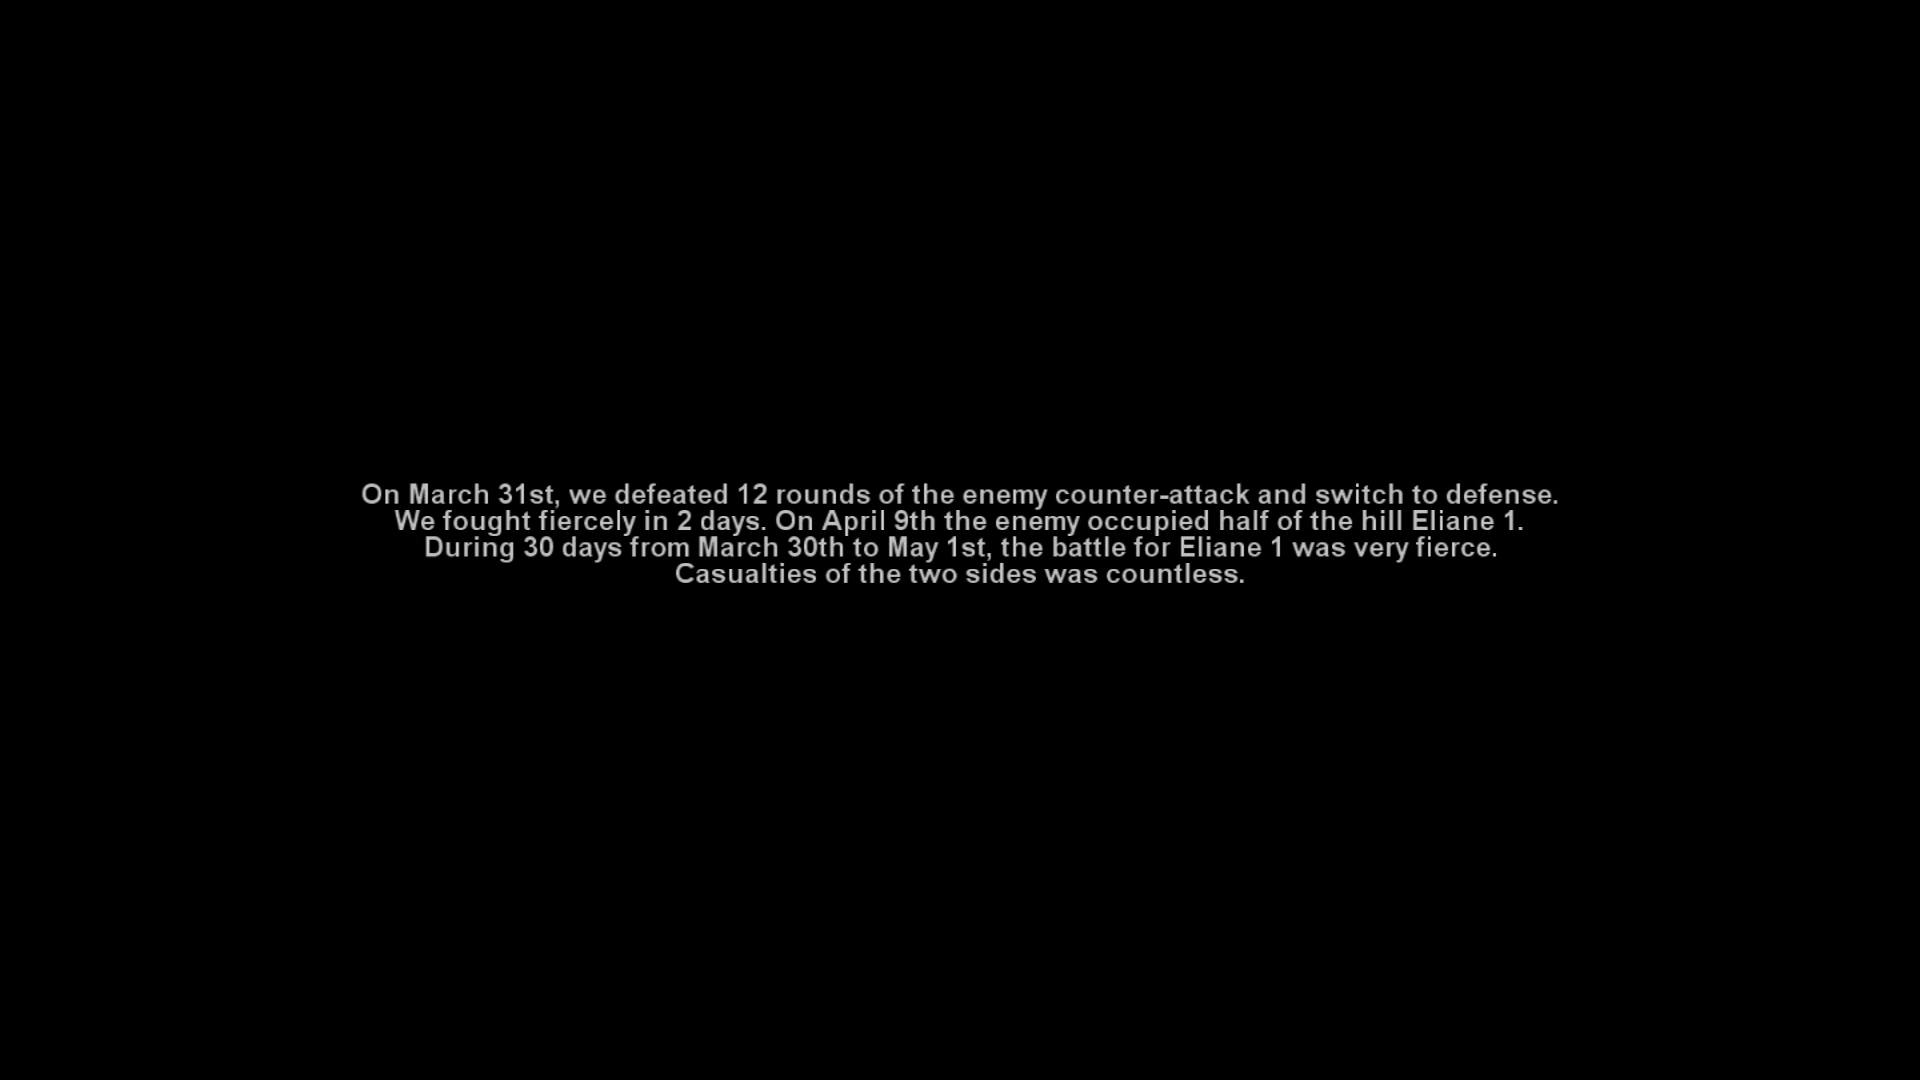 On March 31st, we defeated 12 rounds of the enemy counter-attack and switch to defense.
We fought fiercely in 2 days. On April 9th the enemy occupied half of the hill Eliane 1.
During 30 days from March 30th to May 1st, the battle for Eliane 1 was very fierce.
Casualties of the two sides was countless.